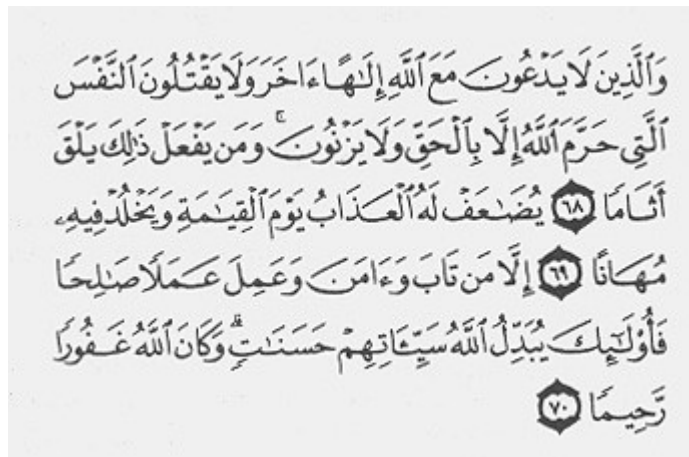 وَٱلَّذِينَ لَا يَدْعُونَ مَعَ ٱللَّهِ إِلَٰهًا ءَاخَرَ وَلَا يَقْتُلُونَ ٱلنَّفْسَ
ٱلَّتِى حَرَّمَ ٱللَّهُ إِلَّا بِٱلْحَقِّ وَلَا يَزْنُونَ ۚ وَمَن يَفْعَلْ ذَٰلِكَ يَلْقَ
أَثَامًا ٦٨ يُضَٰعَفْ لَهُ ٱلْعَذَابُ يَوْمَ ٱلْقِيَٰمَةِ وَيَخْلُدْ فِيهِۦ
مُهَانًا ٦٩ إِلَّا مَن تَابَ وَءَامَنَ وَعَمِلَ عَمَلًا صَٰلِحًا
فَأُو۟لَٰٓئِكَ يُبَدِّلُ ٱللَّهُ سَيِّـَٔاتِهِمْ حَسَنَٰتٍ ۗ وَكَانَ ٱللَّهُ غَفُورًا
رَّحِيمًا ٧٠